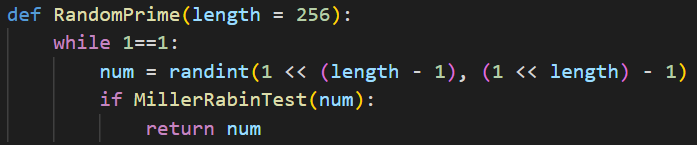 def RandomPrime(length = 256):
    while 1==1:
        num = randint(1 << (length - 1), (1 << length) - 1)
        if MillerRabinTest(num):
            return num